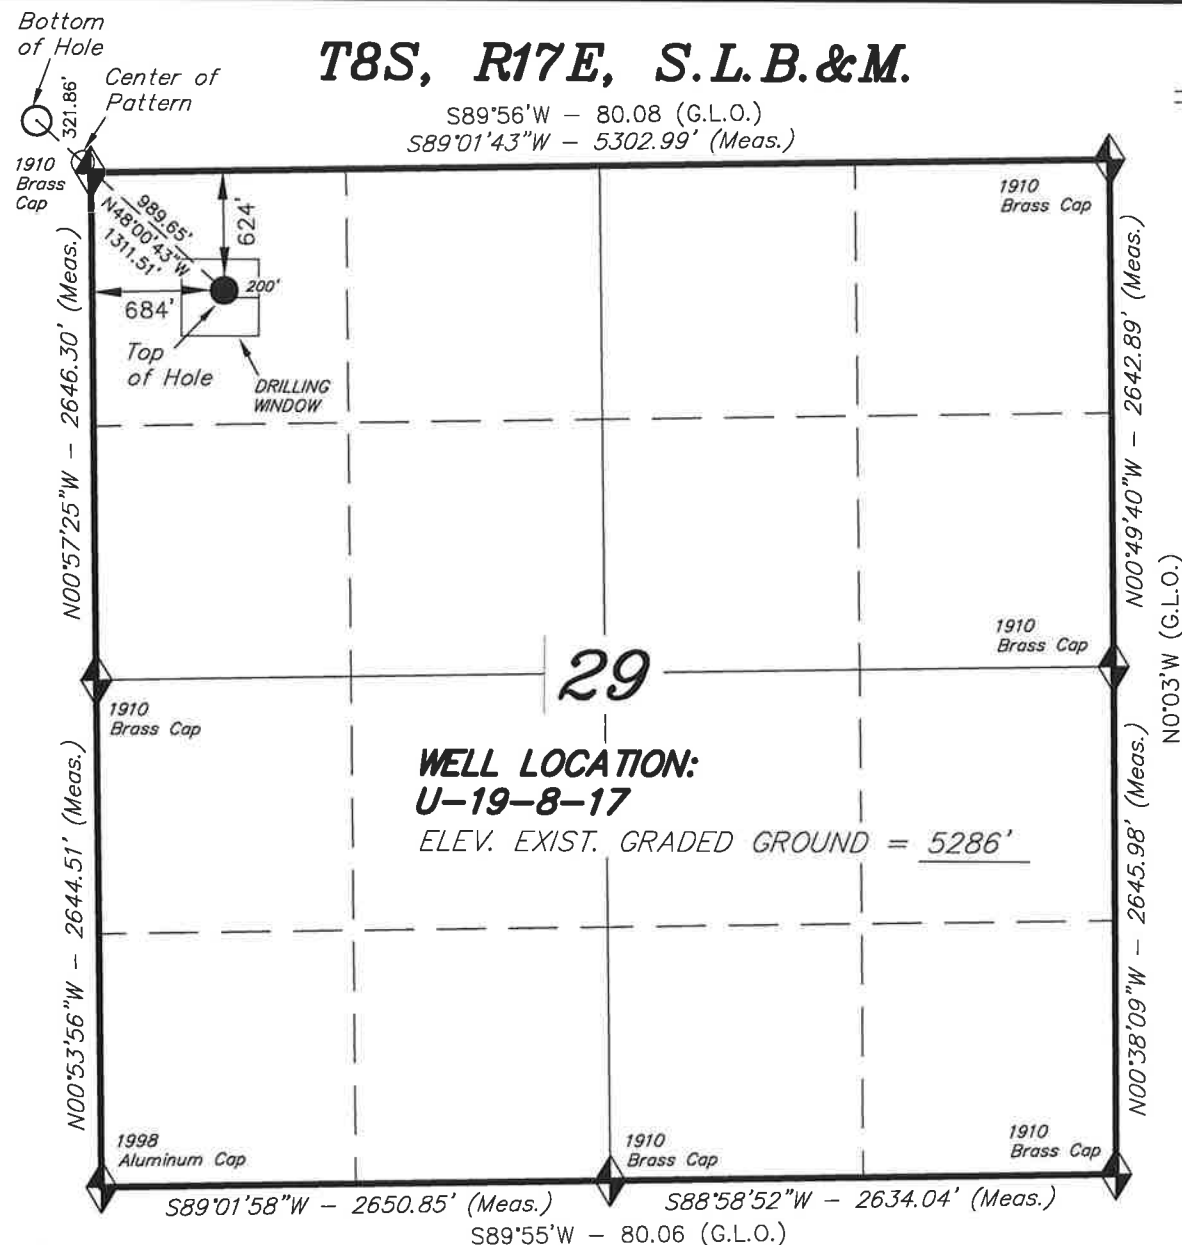 Bottom
of Hole
321.86'
Center of
Pattern
T8S, R17E, S.L.B.&M.
S89°56'W - 80.08 (G.L.O.)
S89°01'43"W - 5302.99' (Meas.)
1910
Brass
Cap
1910
Brass Cap
989.65'
N48°00'43"W
1311.51'
624'
200'
684'
Top
of Hole
DRILLING
WINDOW
N00°57'25"W - 2646.30' (Meas.)
N00°49'40"W - 2642.89' (Meas.)
N0°03'W (G.L.O.)
1910
Brass Cap
29
1910
Brass Cap
WELL LOCATION:
U-19-8-17
ELEV. EXIST. GRADED GROUND = 5286'
N00°53'56"W - 2644.51' (Meas.)
N00°38'09"W - 2645.98' (Meas.)
1998
Aluminum Cap
1910
Brass Cap
1910
Brass Cap
S89°01'58"W - 2650.85' (Meas.)
S88°58'52"W - 2634.04' (Meas.)
S89°55'W - 80.06 (G.L.O.)